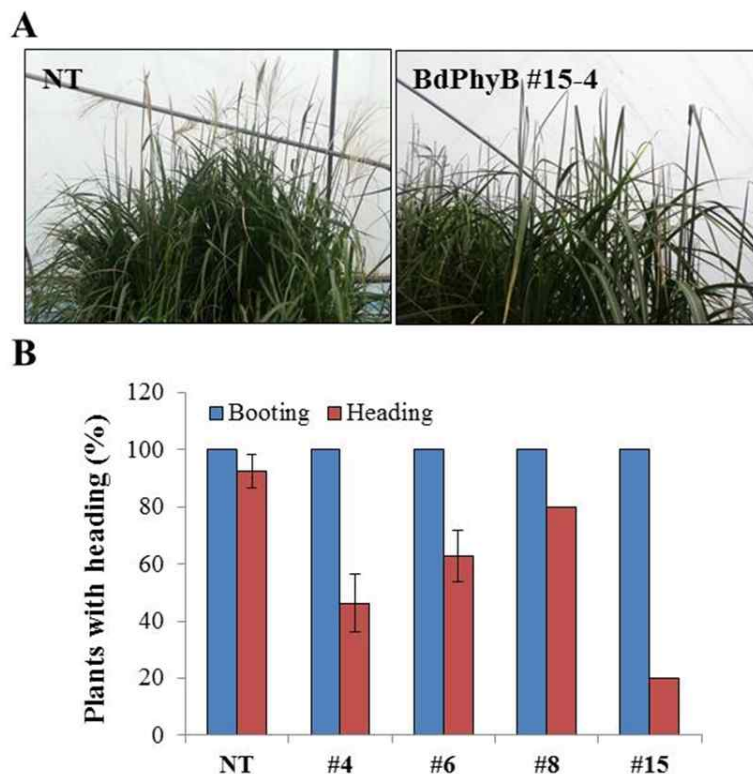 A
NT
BdPhyB #15-4
B
Plants with heading (%)
120
100
80
60
40
20
0
Booting Heading
NT #4 #6 #8 #15